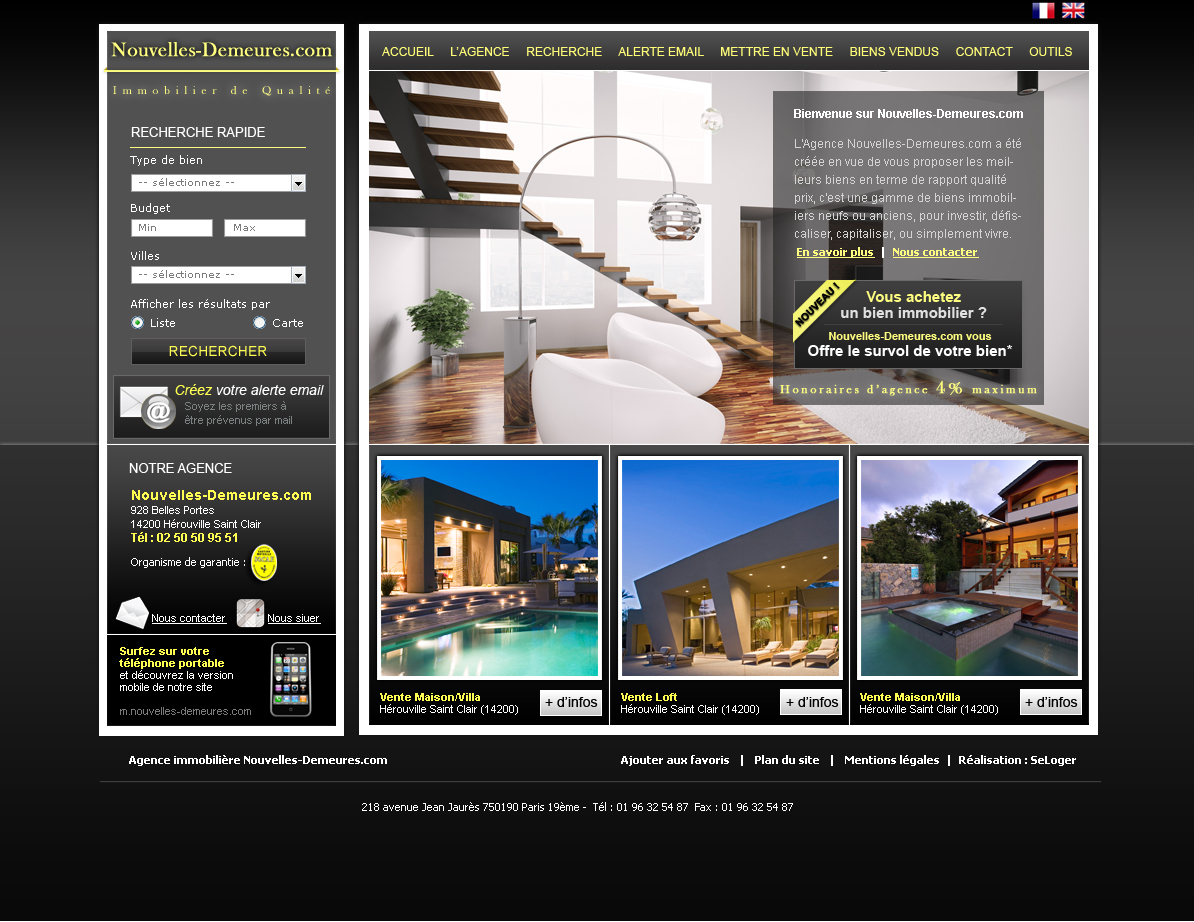 Nouvelles-Demeures.com
Immobilier de Qualité
RECHERCHE RAPIDE
Type de bien
-- sélectionnez --
Budget
Min Max
Villes
-- sélectionnez --
Afficher les résultats par
Liste Carte
RECHERCHER
Créez votre alerte email
Soyez les premiers à
être prévenus par mail
@
NOTRE AGENCE
Nouvelles-Demeures.com
928 Belles Portes
14200 Hérouville Saint Clair
Tél : 02 50 50 95 51
Organisme de garantie :
Nous contacter Nous siuer
Surfez sur votre
téléphone portable
et découvrez la version
mobile de notre site
m.nouvelles-demeures.com
ACCUEIL L'AGENCE RECHERCHE ALERTE EMAIL METTRE EN VENTE BIENS VENDUS CONTACT OUTILS
Bienvenue sur Nouvelles-Demeures.com
L'Agence Nouvelles-Demeures.com a été
créée en vue de vous proposer les meil-
leurs biens en terme de rapport qualité
prix, c'est une gamme de biens immobil-
iers neufs ou anciens, pour investir, défis-
caliser, capitaliser, ou simplement vivre.
En savoir plus | Nous contacter
NOUVEAU !
Vous achetez
un bien immobilier ?
Nouvelles-Demeures.com vous
Offre le survol de votre bien*
Honoraires d'agence 4% maximum
Vente Maison/Villa
Hérouville Saint Clair (14200)
+ d'infos
Vente Loft
Hérouville Saint Clair (14200)
+ d'infos
Vente Maison/Villa
Hérouville Saint Clair (14200)
+ d'infos
Agence immobilière Nouvelles-Demeures.com
Ajouter aux favoris | Plan du site | Mentions légales | Réalisation : SeLoger
218 avenue Jean Jaurès 750190 Paris 19ème - Tél : 01 96 32 54 87 Fax : 01 96 32 54 87